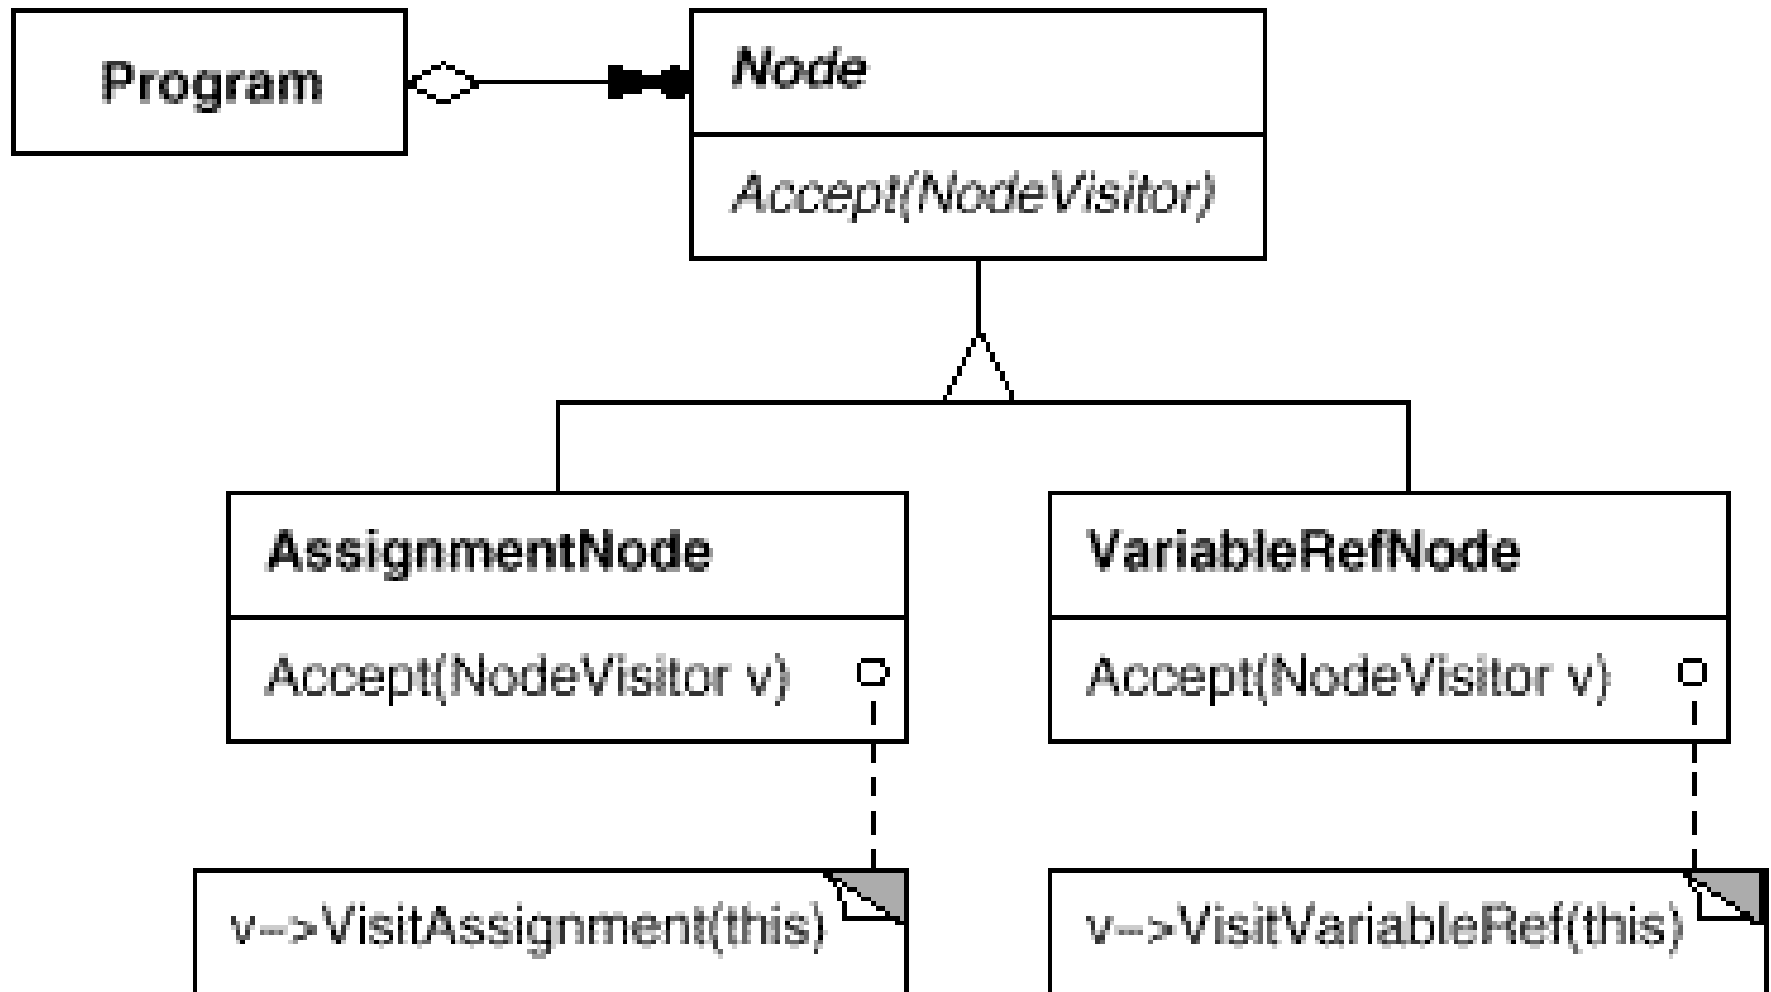 Program
Node
Accept(NodeVisitor)
AssignmentNode
Accept(NodeVisitor v)
VariableRefNode
Accept(NodeVisitor v)
v–>VisitAssignment(this)
v–>VisitVariableRef(this)